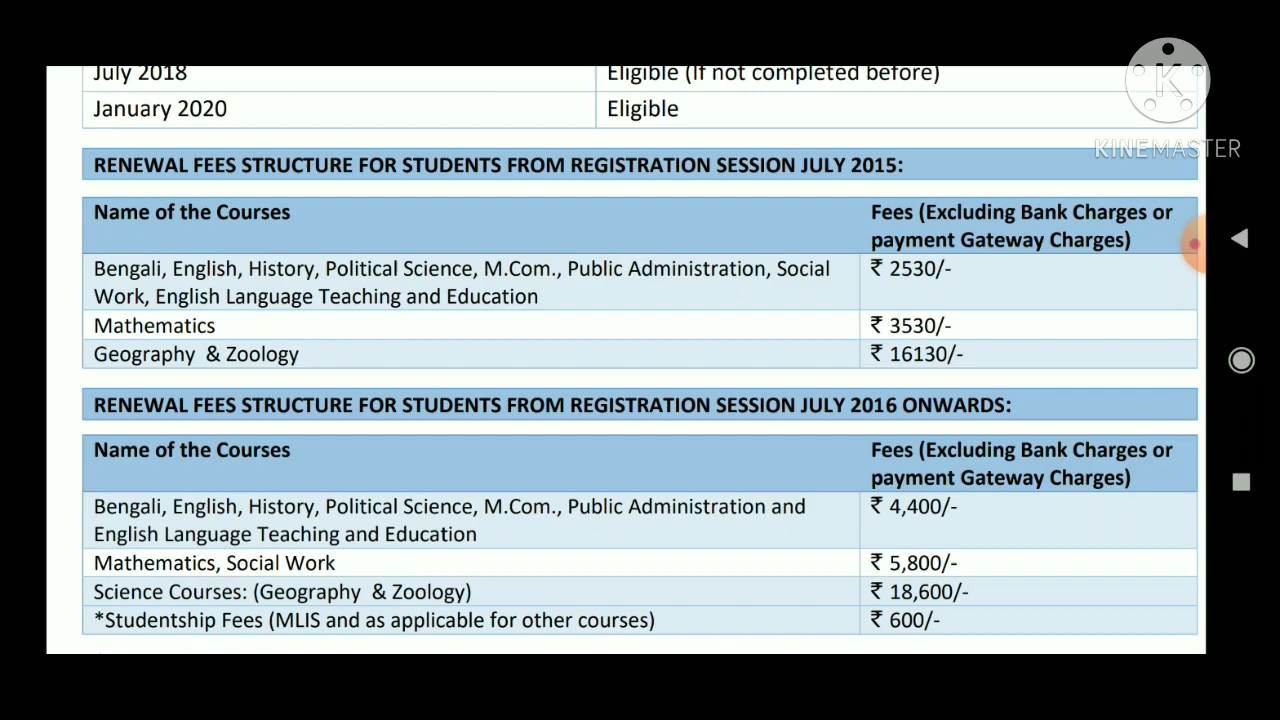 July 2018
Eligible (If not completed before)
January 2020
Eligible
KINEMASTER
RENEWAL FEES STRUCTURE FOR STUDENTS FROM REGISTRATION SESSION JULY 2015:
Name of the Courses
Fees (Excluding Bank Charges or
payment Gateway Charges)
Bengali, English, History, Political Science, M.Com., Public Administration, Social
Work, English Language Teaching and Education
₹ 2530/-
Mathematics
₹ 3530/-
Geography & Zoology
₹ 16130/-
RENEWAL FEES STRUCTURE FOR STUDENTS FROM REGISTRATION SESSION JULY 2016 ONWARDS:
Name of the Courses
Fees (Excluding Bank Charges or
payment Gateway Charges)
Bengali, English, History, Political Science, M.Com., Public Administration and
English Language Teaching and Education
₹ 4,400/-
Mathematics, Social Work
₹ 5,800/-
Science Courses: (Geography & Zoology)
₹ 18,600/-
*Studentship Fees (MLIS and as applicable for other courses)
₹ 600/-